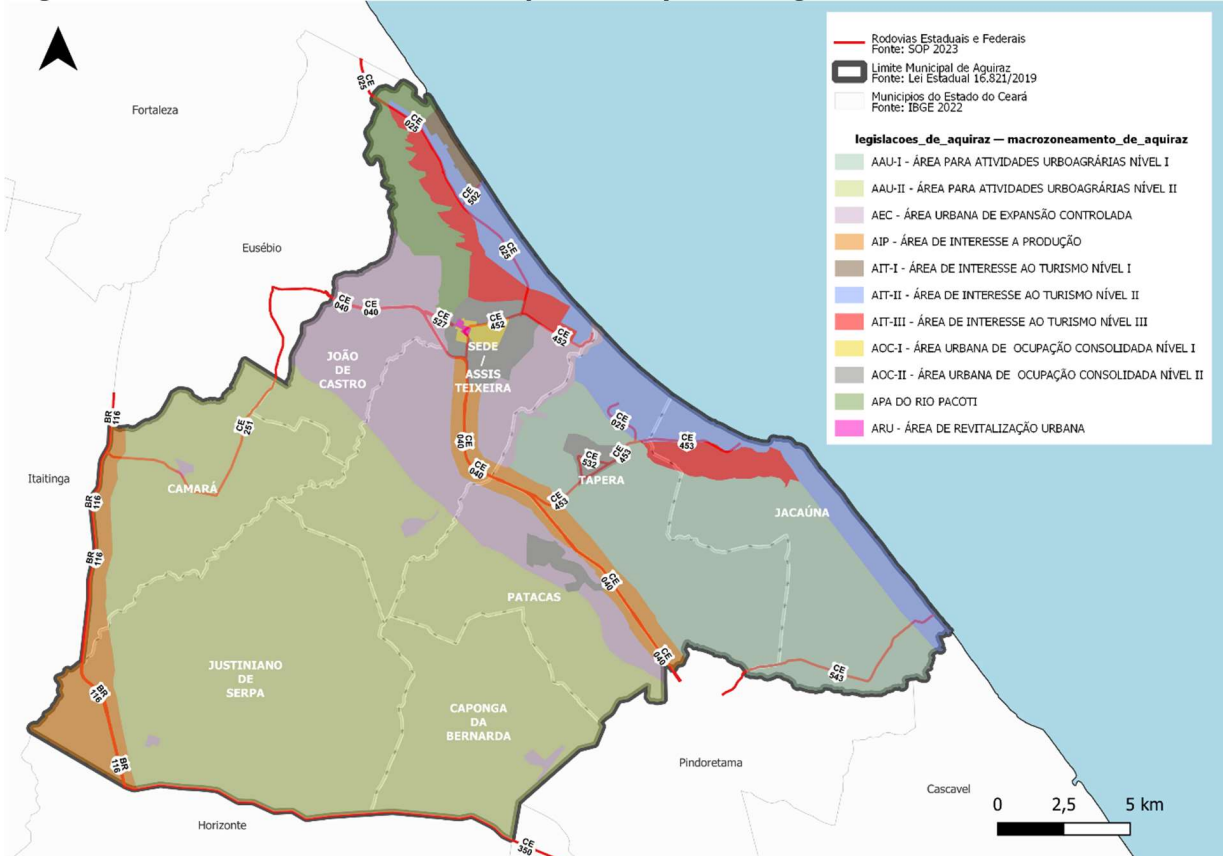 Rodovias Estaduais e Federais
Fonte: SOP 2023
Limite Municipal de Aquiraz
Fonte: Lei Estadual 16.821/2019
Municipios do Estado do Ceará
Fonte: IBGE 2022
legislacoes_de_aquiraz — macrozoneamento_de_aquiraz
AAU-I - ÁREA PARA ATIVIDADES URBOAGRÁRIAS NÍVEL I
AAU-II - ÁREA PARA ATIVIDADES URBOAGRÁRIAS NÍVEL II
AEC - ÁREA URBANA DE EXPANSÃO CONTROLADA
AIP - ÁREA DE INTERESSE A PRODUÇÃO
AIT-I - ÁREA DE INTERESSE AO TURISMO NÍVEL I
AIT-II - ÁREA DE INTERESSE AO TURISMO NÍVEL II
AIT-III - ÁREA DE INTERESSE AO TURISMO NÍVEL III
AOC-I - ÁREA URBANA DE OCUPAÇÃO CONSOLIDADA NÍVEL I
AOC-II - ÁREA URBANA DE OCUPAÇÃO CONSOLIDADA NÍVEL II
APA DO RIO PACOTI
ARU - ÁREA DE REVITALIZAÇÃO URBANA
CE
025
Fortaleza
CE
025
CE
502
Eusébio
CE
025
CE
040
CE
040
CE
527
CE
452
CE
452
SEDE
/
ASSIS
TEIXEIRA
JOÃO
DE
CASTRO
BR
116
CE
251
CE
025
CE
040
CE
453
CE
453
CE
532
CE
040
Itaitinga
TAPERA
CAMARÁ
CE
453
JACAÚNA
BR
116
BR
116
CE
040
PATACAS
JUSTINIANO
DE
SERPA
CE
040
CE
543
BR
116
CAPONGA
DA
BERNARDA
BR
116
Pindoretama
Cascavel
Horizonte
CE
350
0
2,5
5 km